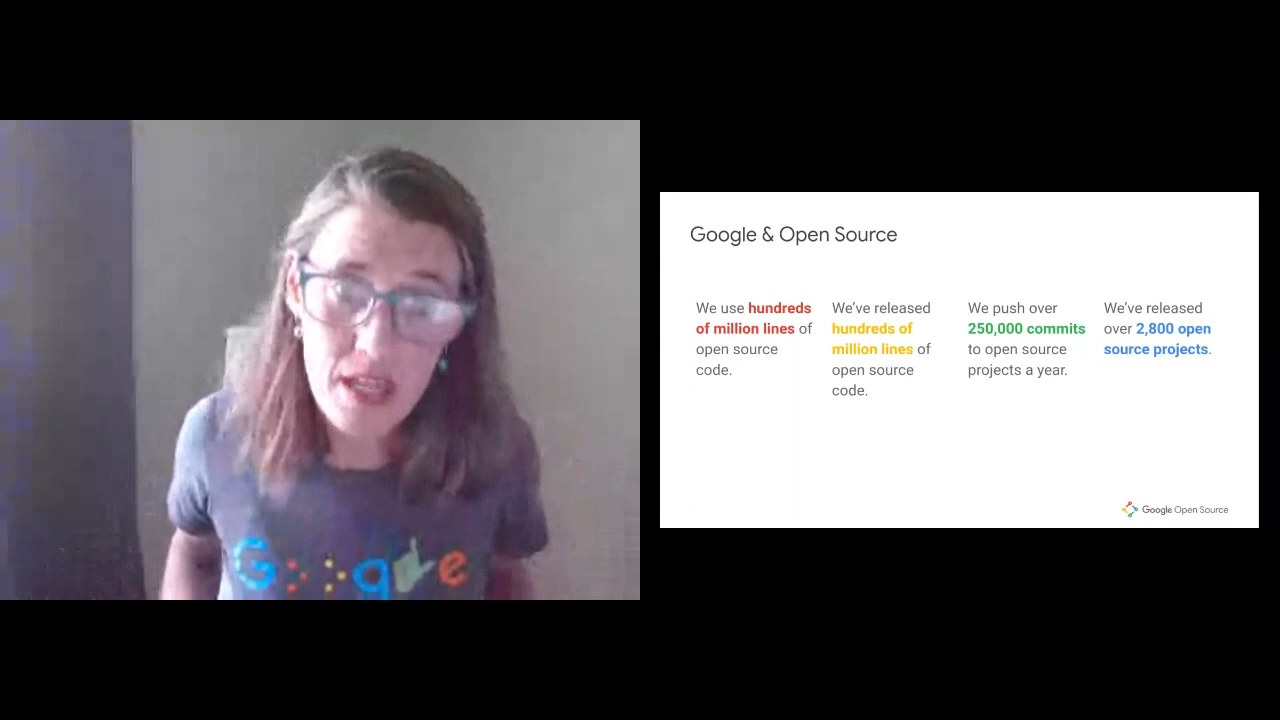 Google & Open Source
We use hundreds
of million lines of
open source
code.
We've released
hundreds of
million lines of
open source
code.
We push over
250,000 commits
to open source
projects a year.
We've released
over 2,800 open
source projects.
Google Open Source